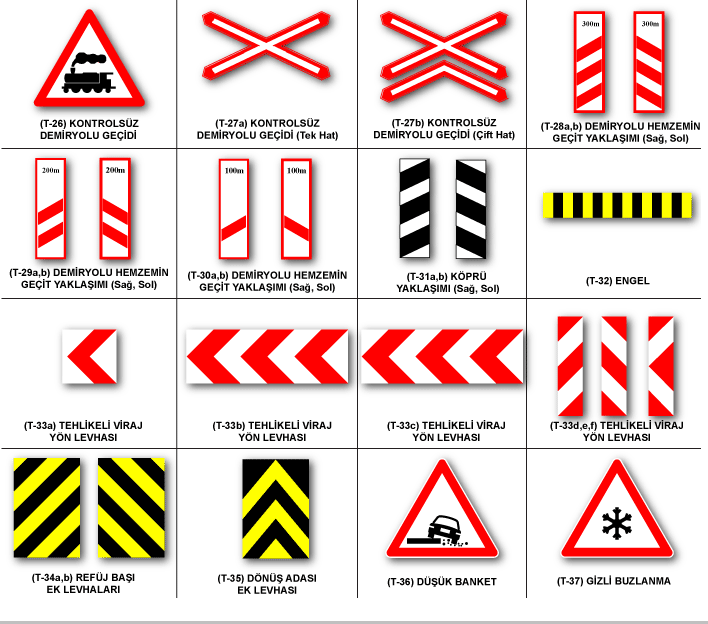 (T-26) KONTROLSÜZ
DEMİRYOLU GEÇİDİ
(T-27a) KONTROLSÜZ
DEMİRYOLU GEÇİDİ (Tek Hat)
(T-27b) KONTROLSÜZ
DEMİRYOLU GEÇİDİ (Çift Hat)
300m 300m
(T-28a,b) DEMİRYOLU HEMZEMİN
GEÇİT YAKLAŞIMI (Sağ, Sol)
200m 200m
(T-29a,b) DEMİRYOLU HEMZEMİN
GEÇİT YAKLAŞIMI (Sağ, Sol)
100m 100m
(T-30a,b) DEMİRYOLU HEMZEMİN
GEÇİT YAKLAŞIMI (Sağ, Sol)
(T-31a,b) KÖPRÜ
YAKLAŞIMI (Sağ, Sol)
(T-32) ENGEL
(T-33a) TEHLİKELİ VİRAJ
YÖN LEVHASI
(T-33b) TEHLİKELİ VİRAJ
YÖN LEVHASI
(T-33c) TEHLİKELİ VİRAJ
YÖN LEVHASI
(T-33d,e,f) TEHLİKELİ VİRAJ
YÖN LEVHASI
(T-34a,b) REFÜJ BAŞI
EK LEVHALARI
(T-35) DÖNÜŞ ADASI
EK LEVHASI
(T-36) DÜŞÜK BANKET
(T-37) GİZLİ BUZLANMA